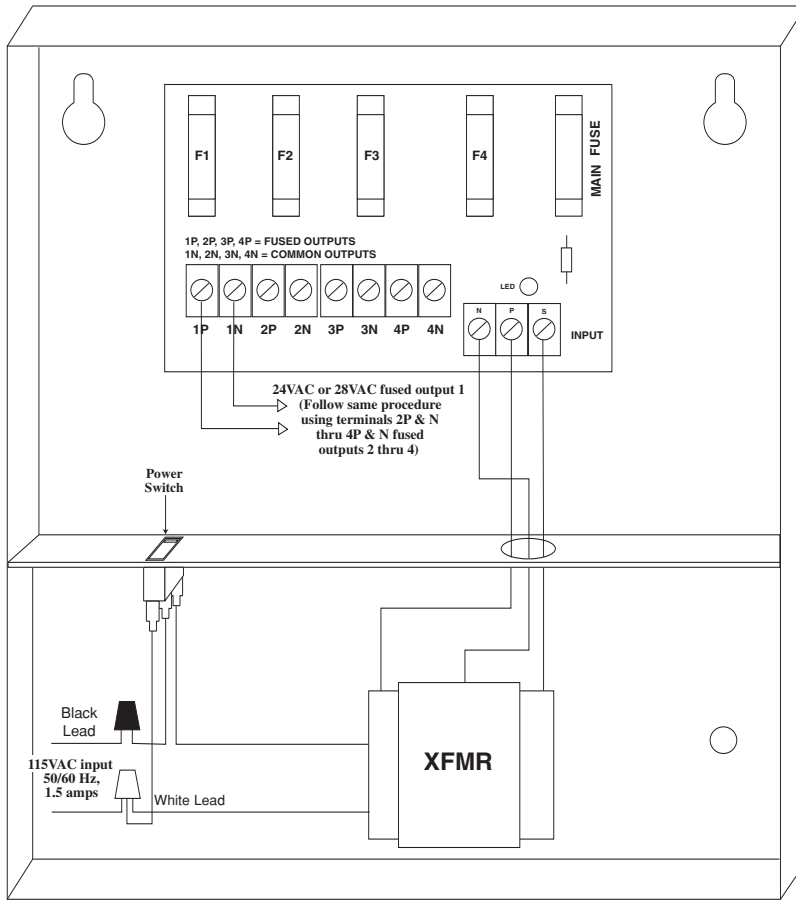 F1
F2
F3
F4
MAIN FUSE
1P, 2P, 3P, 4P = FUSED OUTPUTS
1N, 2N, 3N, 4N = COMMON OUTPUTS
LED
N P S
1P 1N 2P 2N 3P 3N 4P 4N
INPUT
24VAC or 28VAC fused output 1
(Follow same procedure
using terminals 2P & N
thru 4P & N fused
outputs 2 thru 4)
Power
Switch
Black
Lead
115VAC input
50/60 Hz,
1.5 amps
White Lead
XFMR